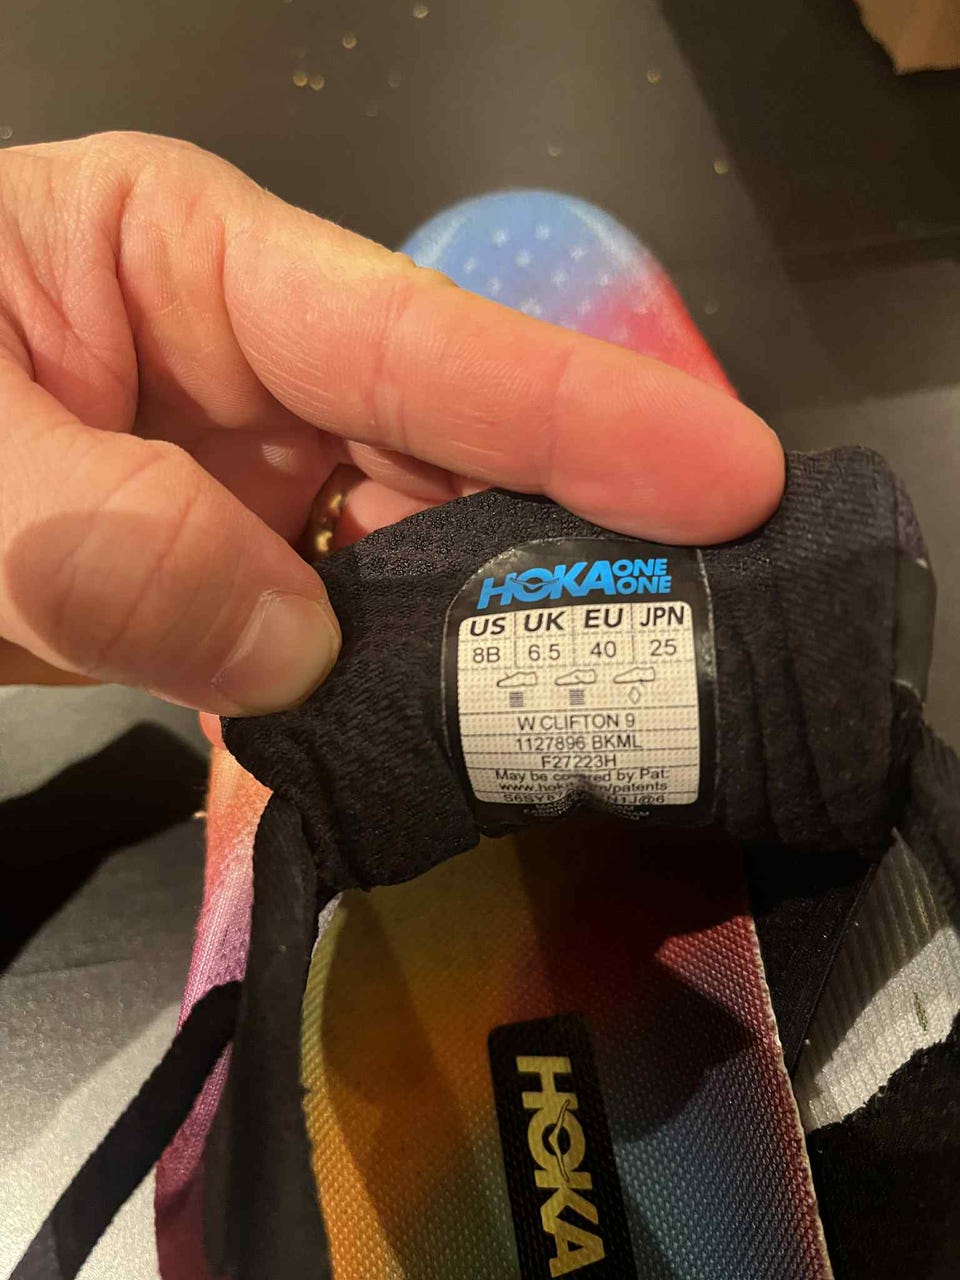 HOKA ONE ONE
US UK EU JPN
8B 6.5 40 25
W CLIFTON 9
1127896 BKML
F27223H
May be covered by Pat:
HOKA